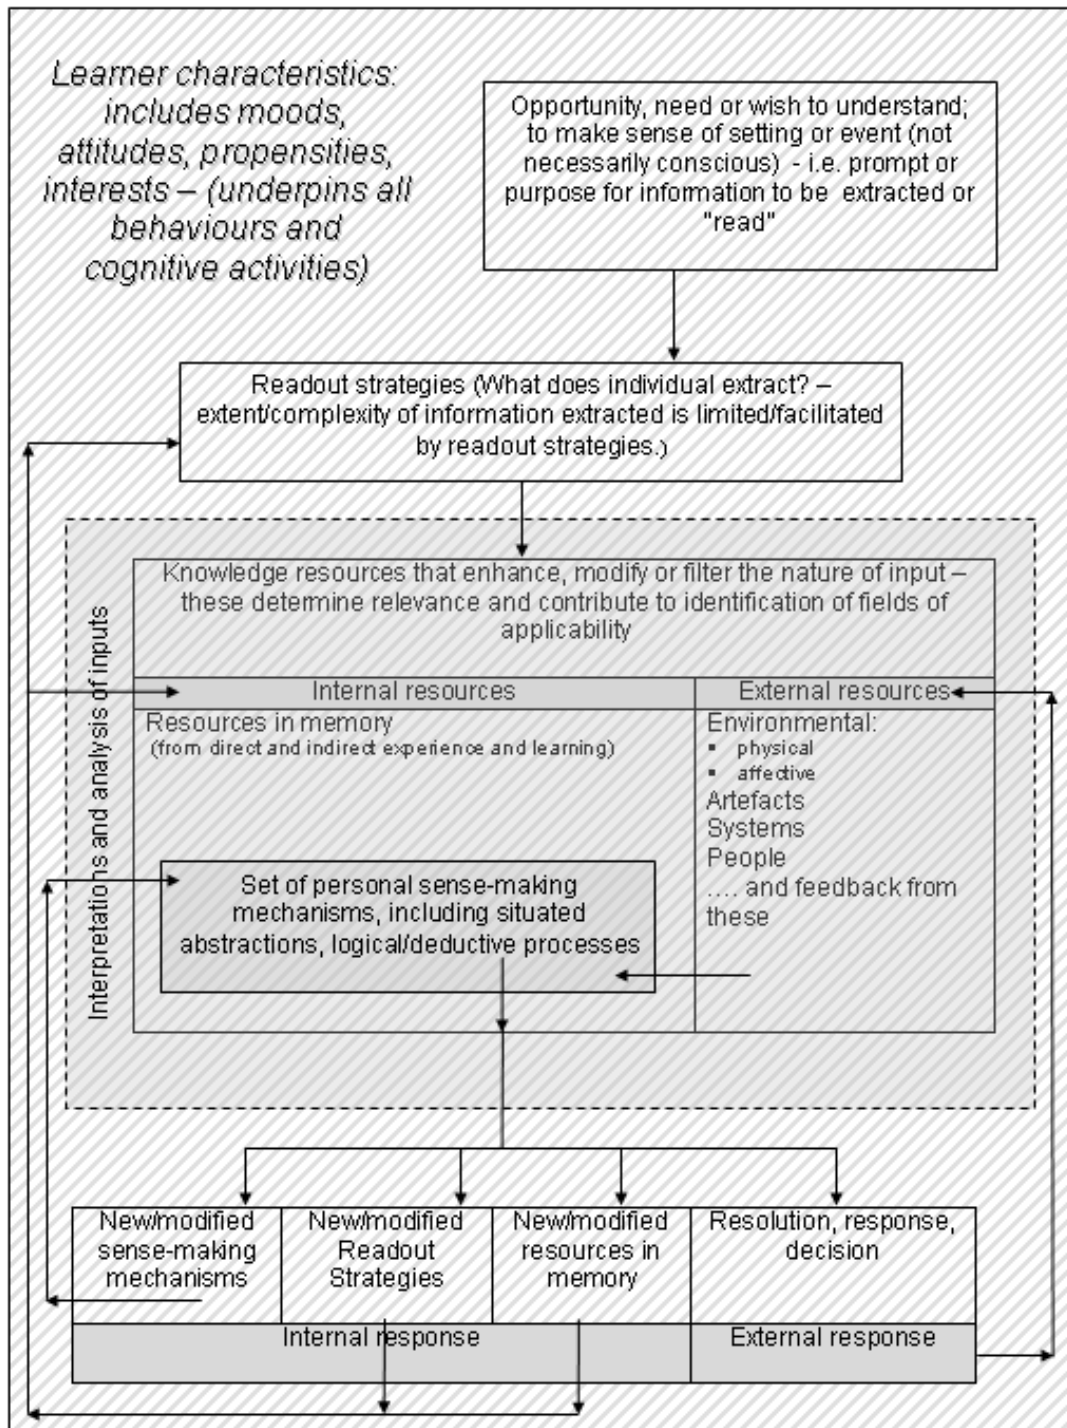 Learner characteristics:
includes moods,
attitudes, propensities,
interests – (underpins all
behaviours and
cognitive activities)
Opportunity, need or wish to understand;
to make sense of setting or event (not
necessarily conscious)  - i.e. prompt or
purpose for information to be  extracted or
"read"
Readout strategies (What does individual extract? –
extent/complexity of information extracted is limited/facilitated
by readout strategies.)
Interpretations and analysis of inputs
Knowledge resources that enhance, modify or filter the nature of input –
these determine relevance and contribute to identification of fields of
applicability
Internal resources
External resources
Resources in memory
(from direct and indirect experience and learning)
Environmental:
▪ physical
▪ affective
Artefacts
Systems
People
…. and feedback from
these
Set of personal sense-making
mechanisms, including situated
abstractions, logical/deductive processes
New/modified
sense-making
mechanisms
New/modified
Readout
Strategies
New/modified
resources in
memory
Resolution, response,
decision
Internal response
External response